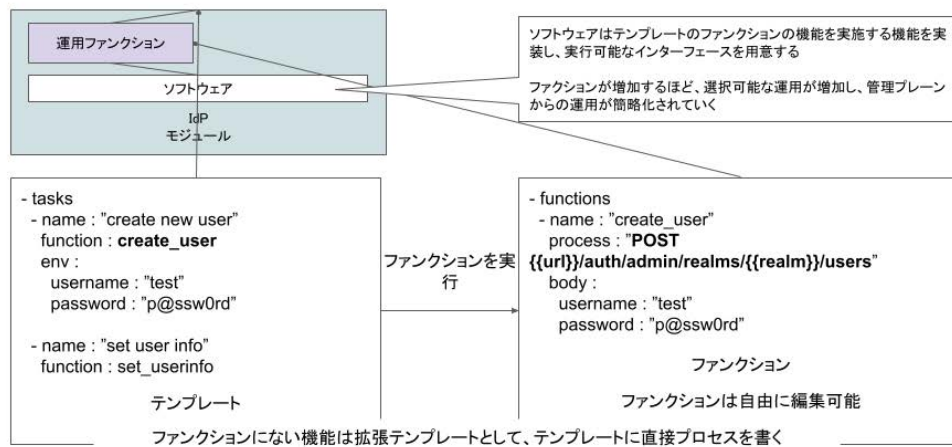 運用ファンクション
ソフトウェア
IdP
モジュール
ソフトウェアはテンプレートのファンクションの機能を実施する機能を実
装し、実行可能なインターフェースを用意する
ファクションが増加するほど、選択可能な運用が増加し、管理プレーン
からの運用が簡略化されていく
- tasks
- name : ”create new user”
function : create_user
env :
username : ”test”
password : ”p@ssw0rd”
- name : ”set user info”
function : set_userinfo
テンプレート
ファンクションを実
行
- functions
- name : ”create_user”
process : ”POST
{{url}}/auth/admin/realms/{{realm}}/users”
body :
username : ”test”
password : ”p@ssw0rd”
ファンクション
ファンクションは自由に編集可能
ファンクションにない機能は拡張テンプレートとして、テンプレートに直接プロセスを書く